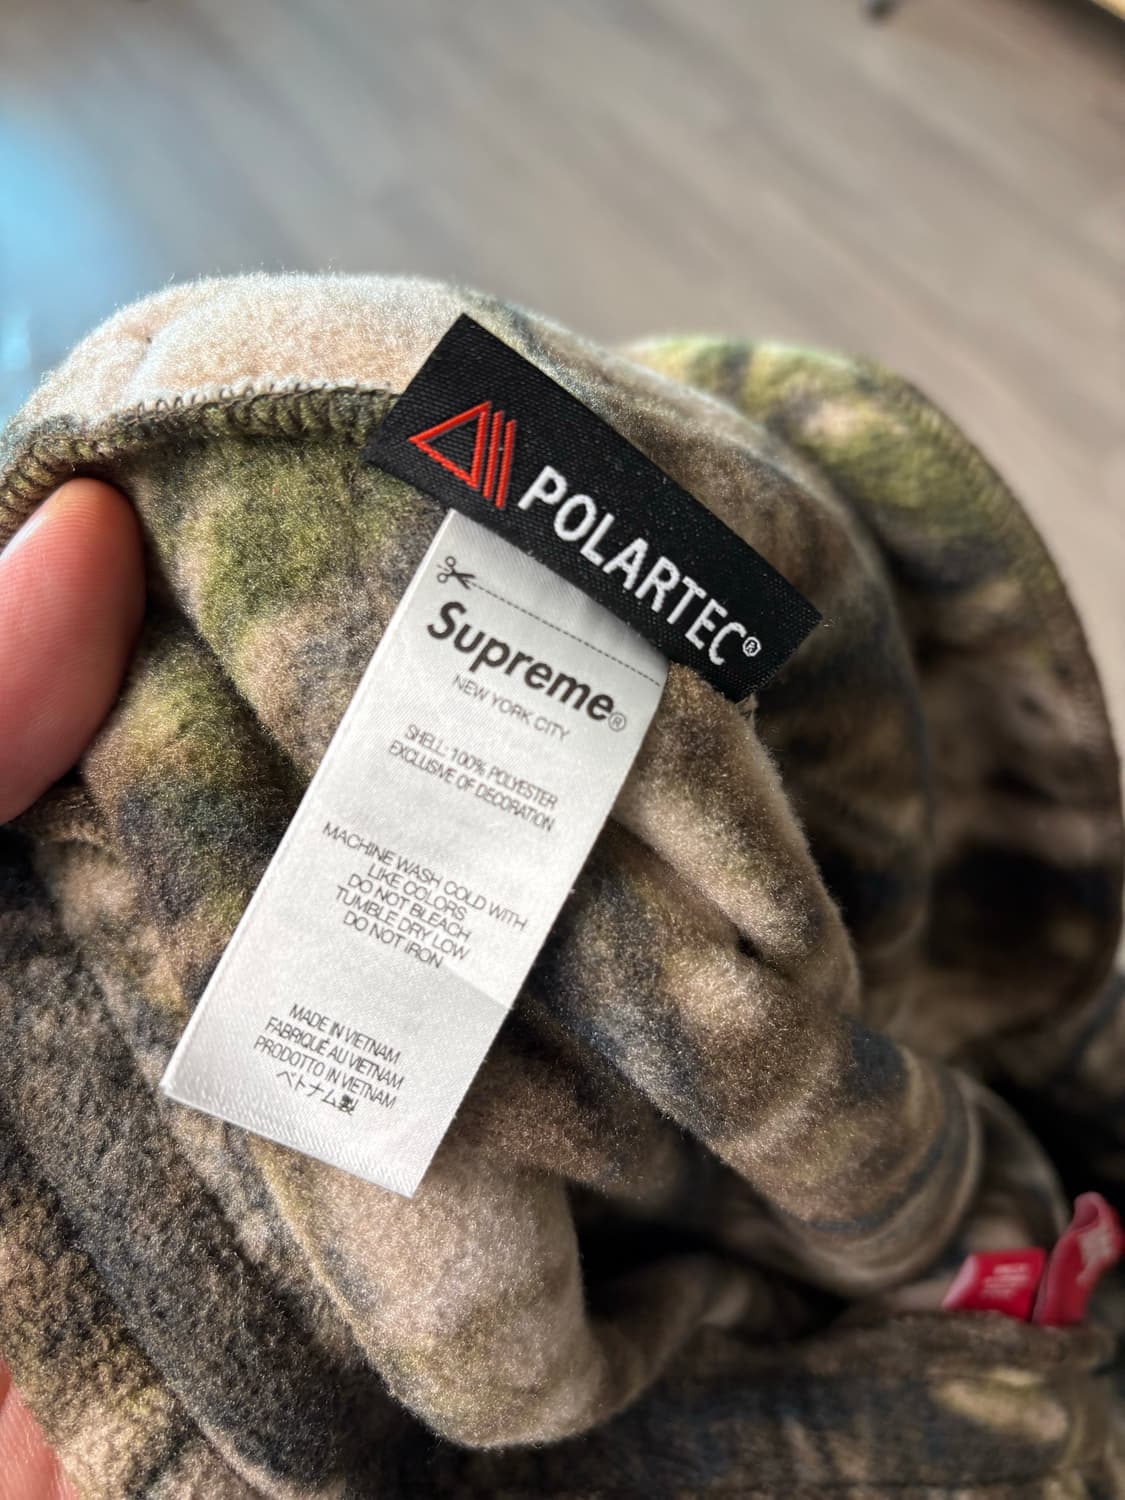 POLARTEC®
Supreme®
NEW YORK CITY
SHELL: 100% POLYESTER
EXCLUSIVE OF DECORATION
MACHINE WASH COLD WITH
LIKE COLORS
DO NOT BLEACH
TUMBLE DRY LOW
DO NOT IRON
MADE IN VIETNAM
FABRIQUÉ AU VIETNAM
PRODOTTO IN VIETNAM
ベトナム製